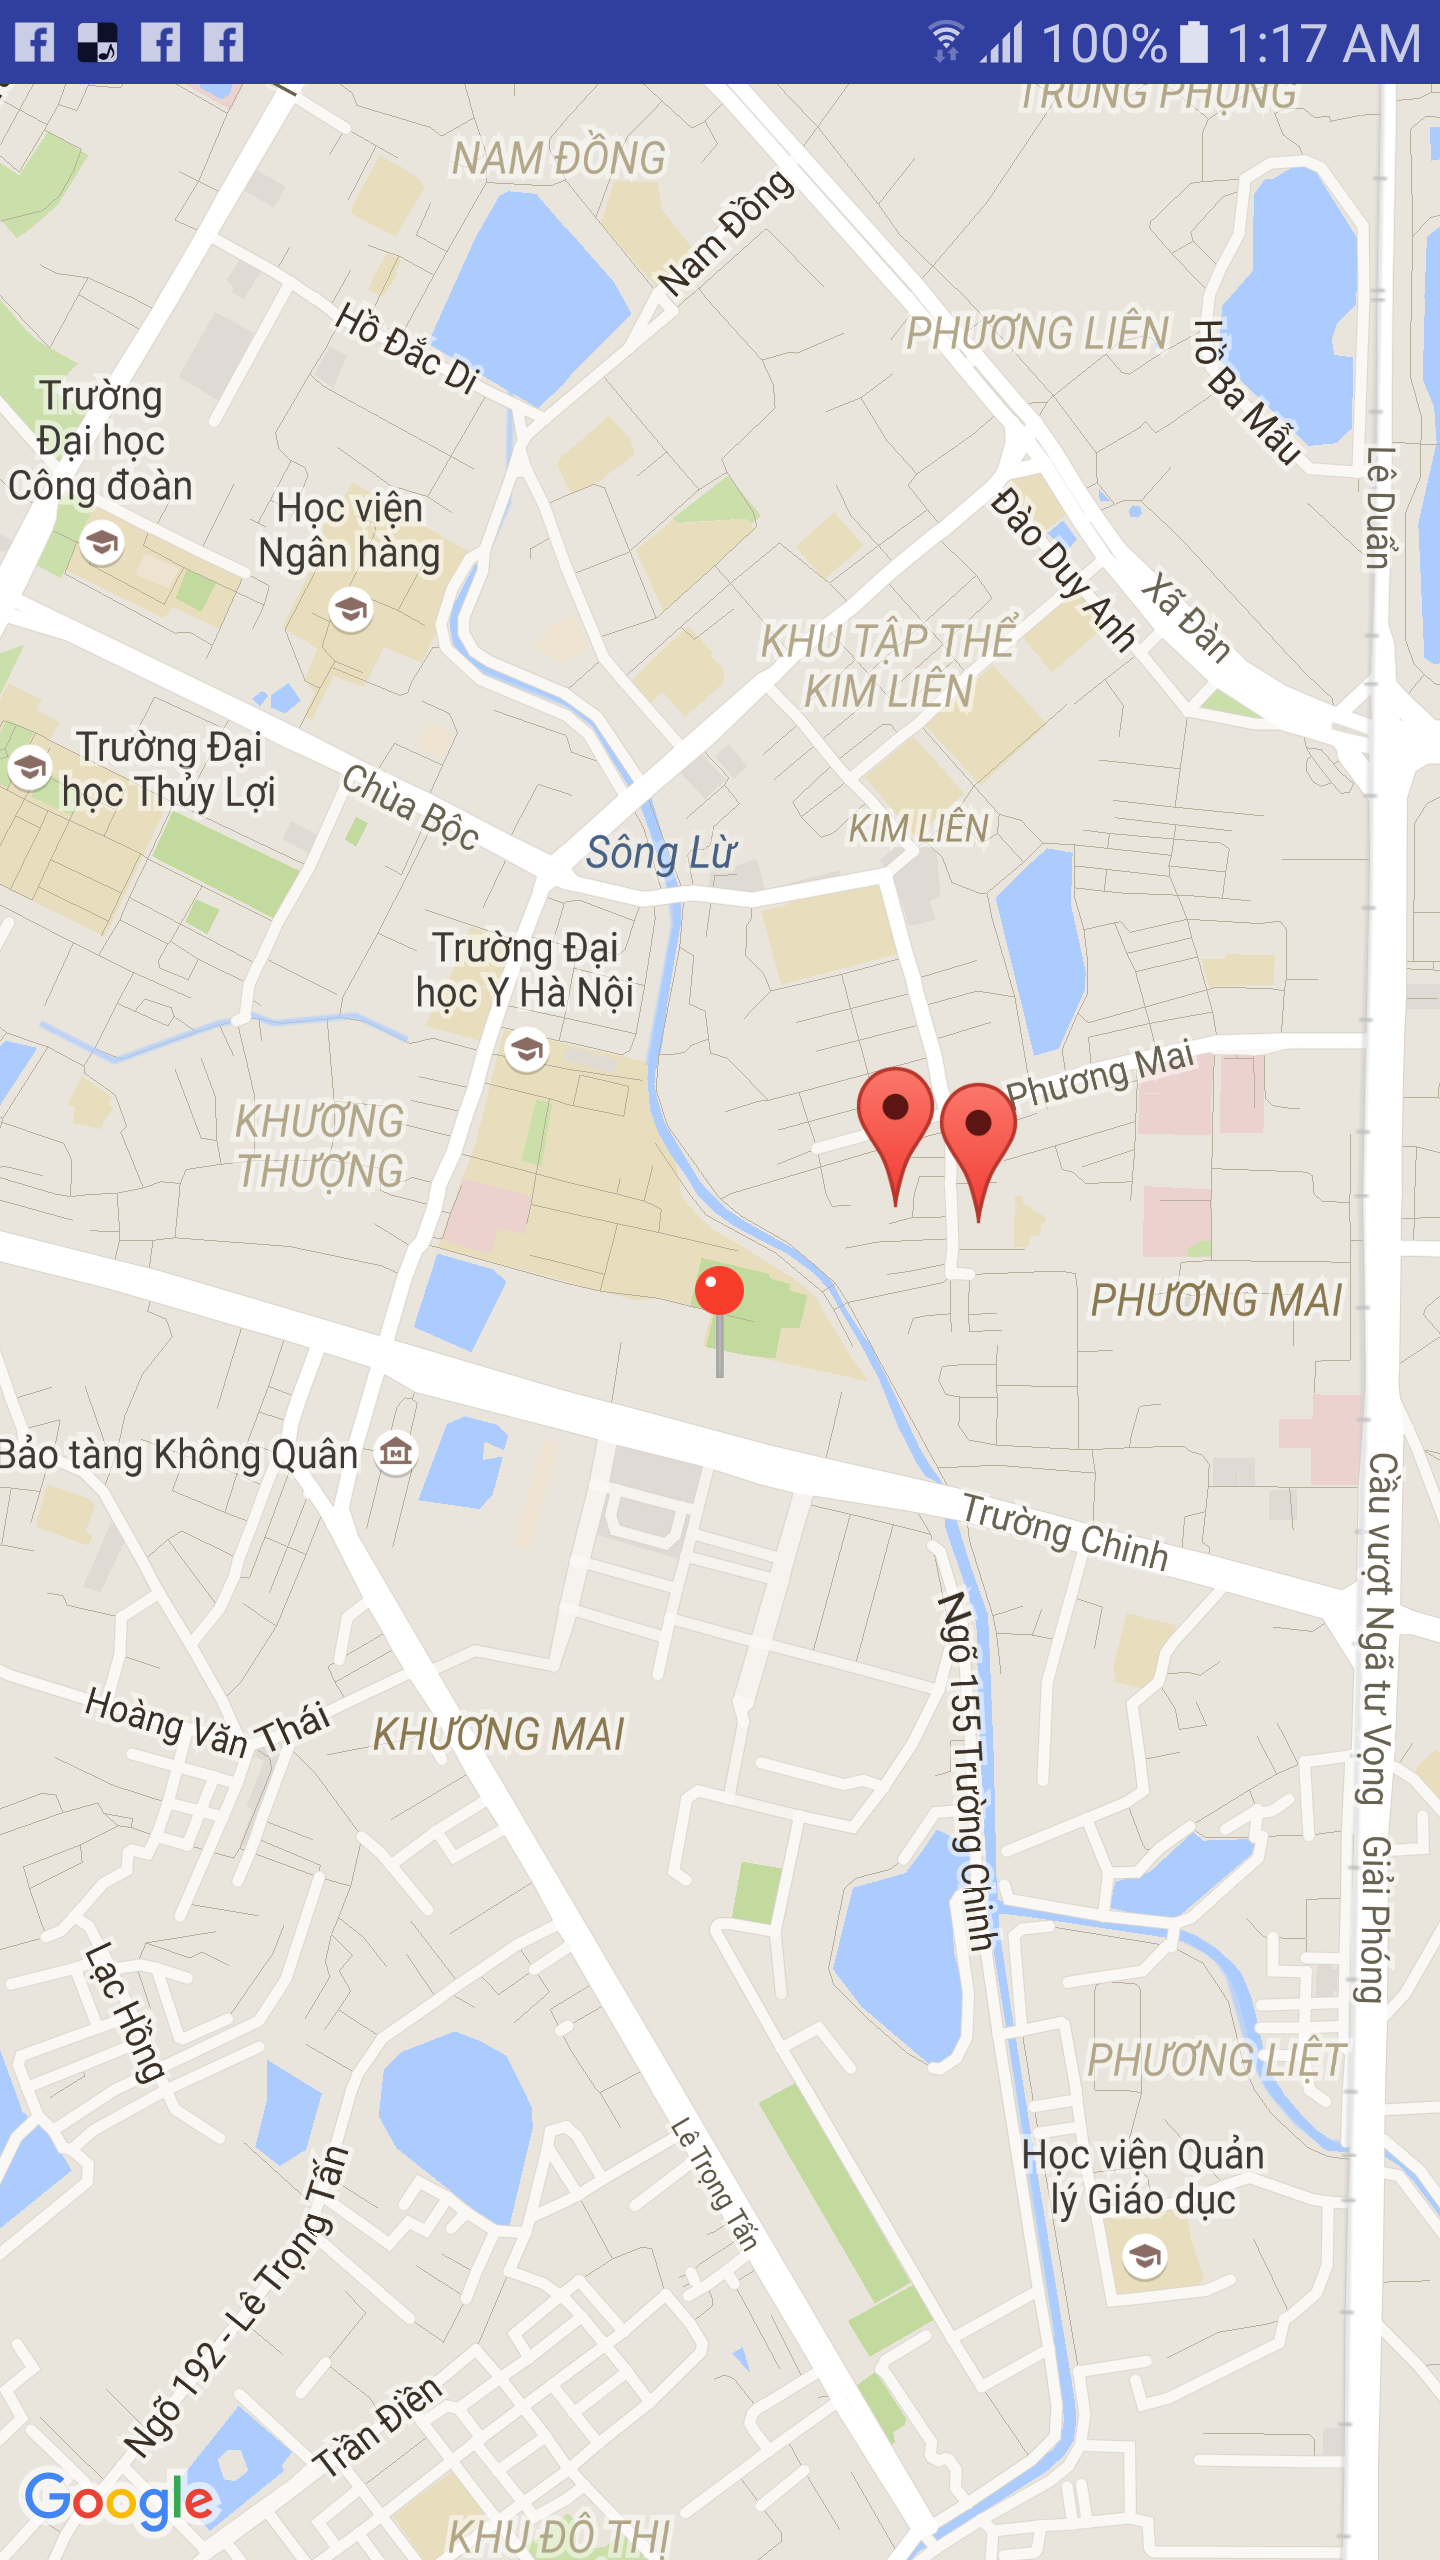 100% 1:17 AM
TRUNG PHỤNG
NAM ĐỒNG
Nam Đồng
Hồ Đắc Di
PHƯƠNG LIÊN
Hồ Ba Mẫu
Lê Duẩn
Trường
Đại học
Công đoàn
Học viện
Ngân hàng
Đào Duy Anh
Xã Đàn
KHU TẬP THỂ
KIM LIÊN
Trường Đại
học Thủy Lợi
Chùa Bộc
Sông Lừ
KIM LIÊN
Trường Đại
học Y Hà Nội
Phương Mai
KHƯƠNG
THƯỢNG
PHƯƠNG MAI
Bảo tàng Không Quân
Trường Chinh
Cầu vượt Ngã tư Vọng
Ngõ 155 Trường Chinh
Hoàng Văn Thái
KHƯƠNG MAI
Giải Phóng
Lạc Hồng
PHƯƠNG LIỆT
Lê Trọng Tấn
Học viện Quản
lý Giáo dục
Ngõ 192 - Lê Trọng Tấn
Trần Điền
Google
KHU ĐÔ THỊ